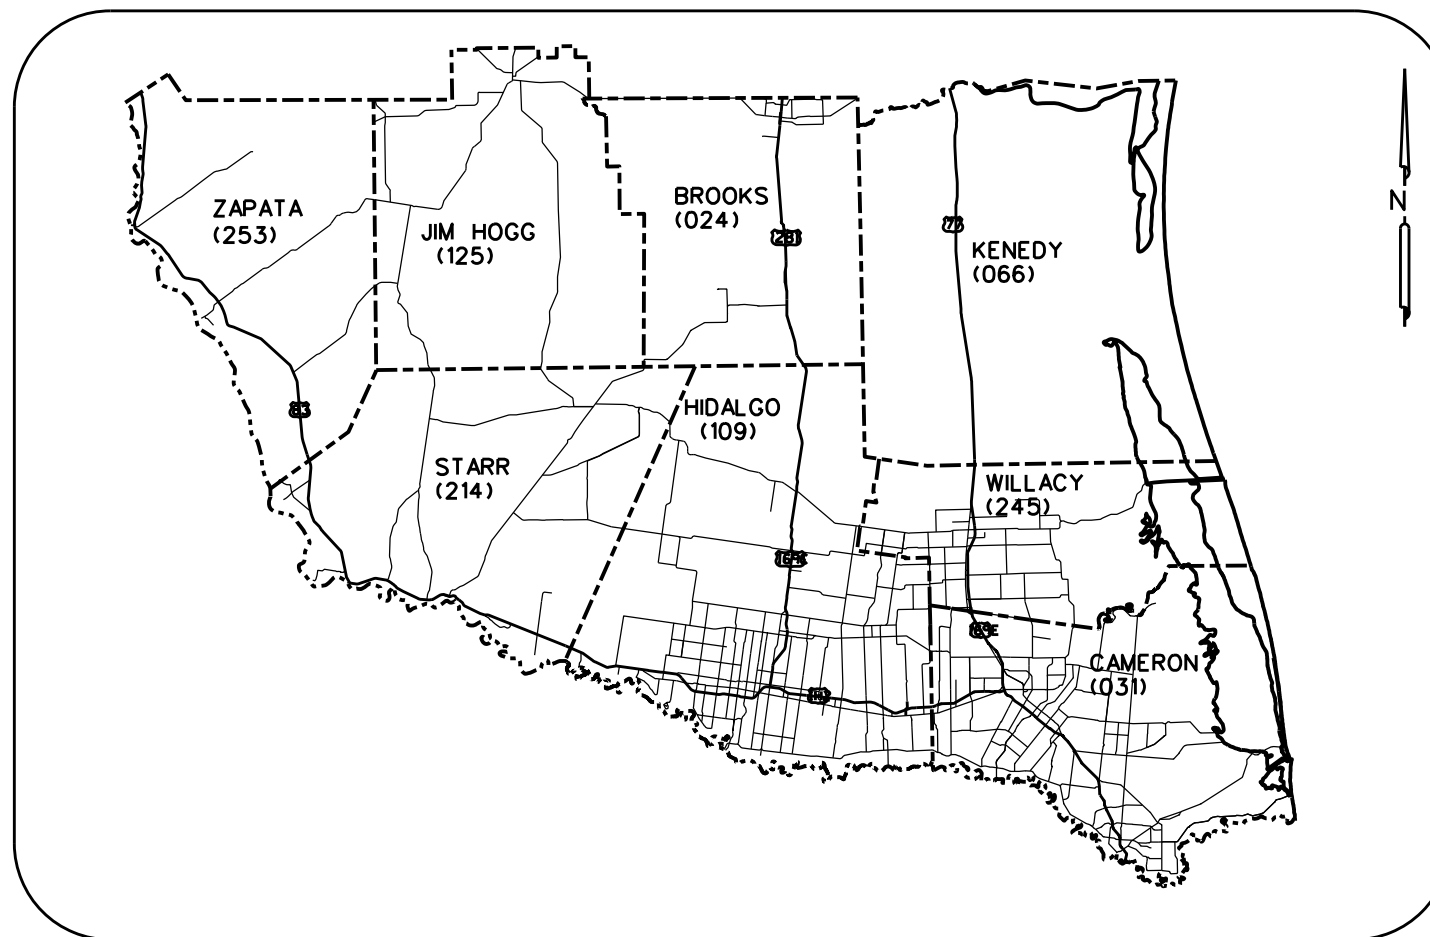 ZAPATA
(253)
JIM HOGG
(125)
BROOKS
(024)
281
77
KENEDY
(066)
N
83
HIDALGO
(109)
STARR
(214)
WILLACY
(245)
CAMERON
(031)